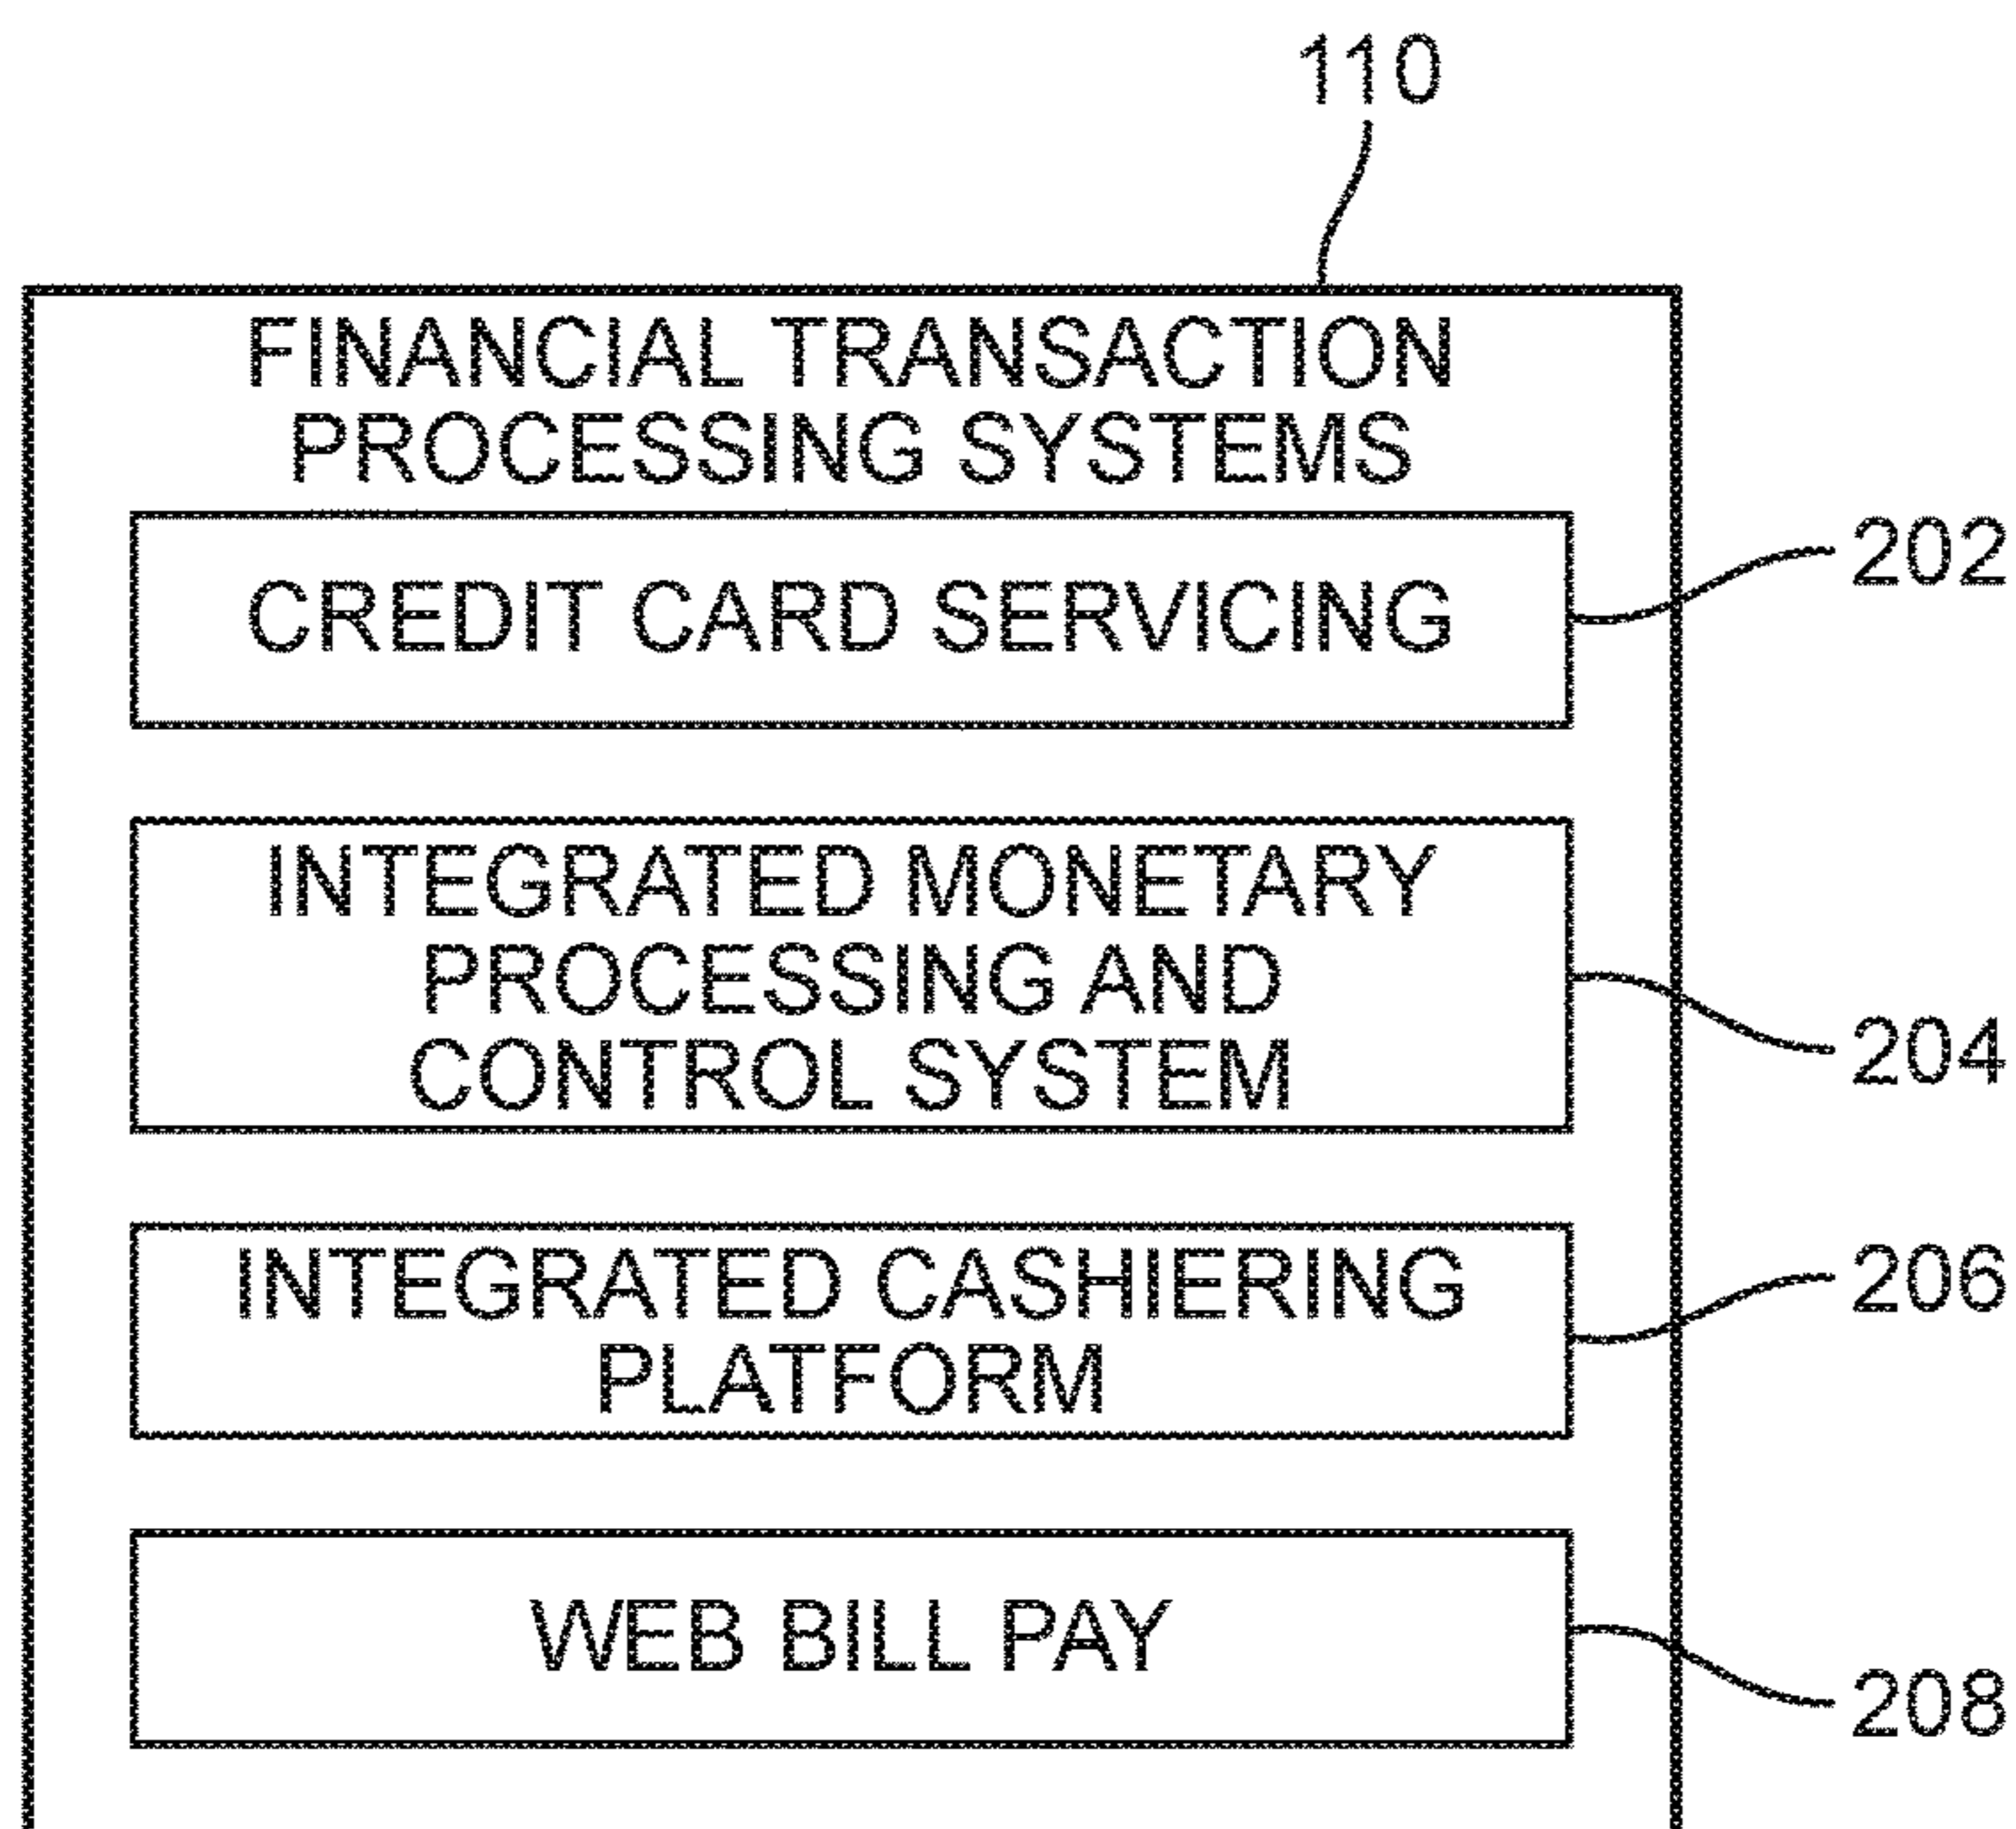 110
FINANCIAL TRANSACTION
PROCESSING SYSTEMS
CREDIT CARD SERVICING
202
INTEGRATED MONETARY
PROCESSING AND
CONTROL SYSTEM
204
INTEGRATED CASHIERING
PLATFORM
206
WEB BILL PAY
208